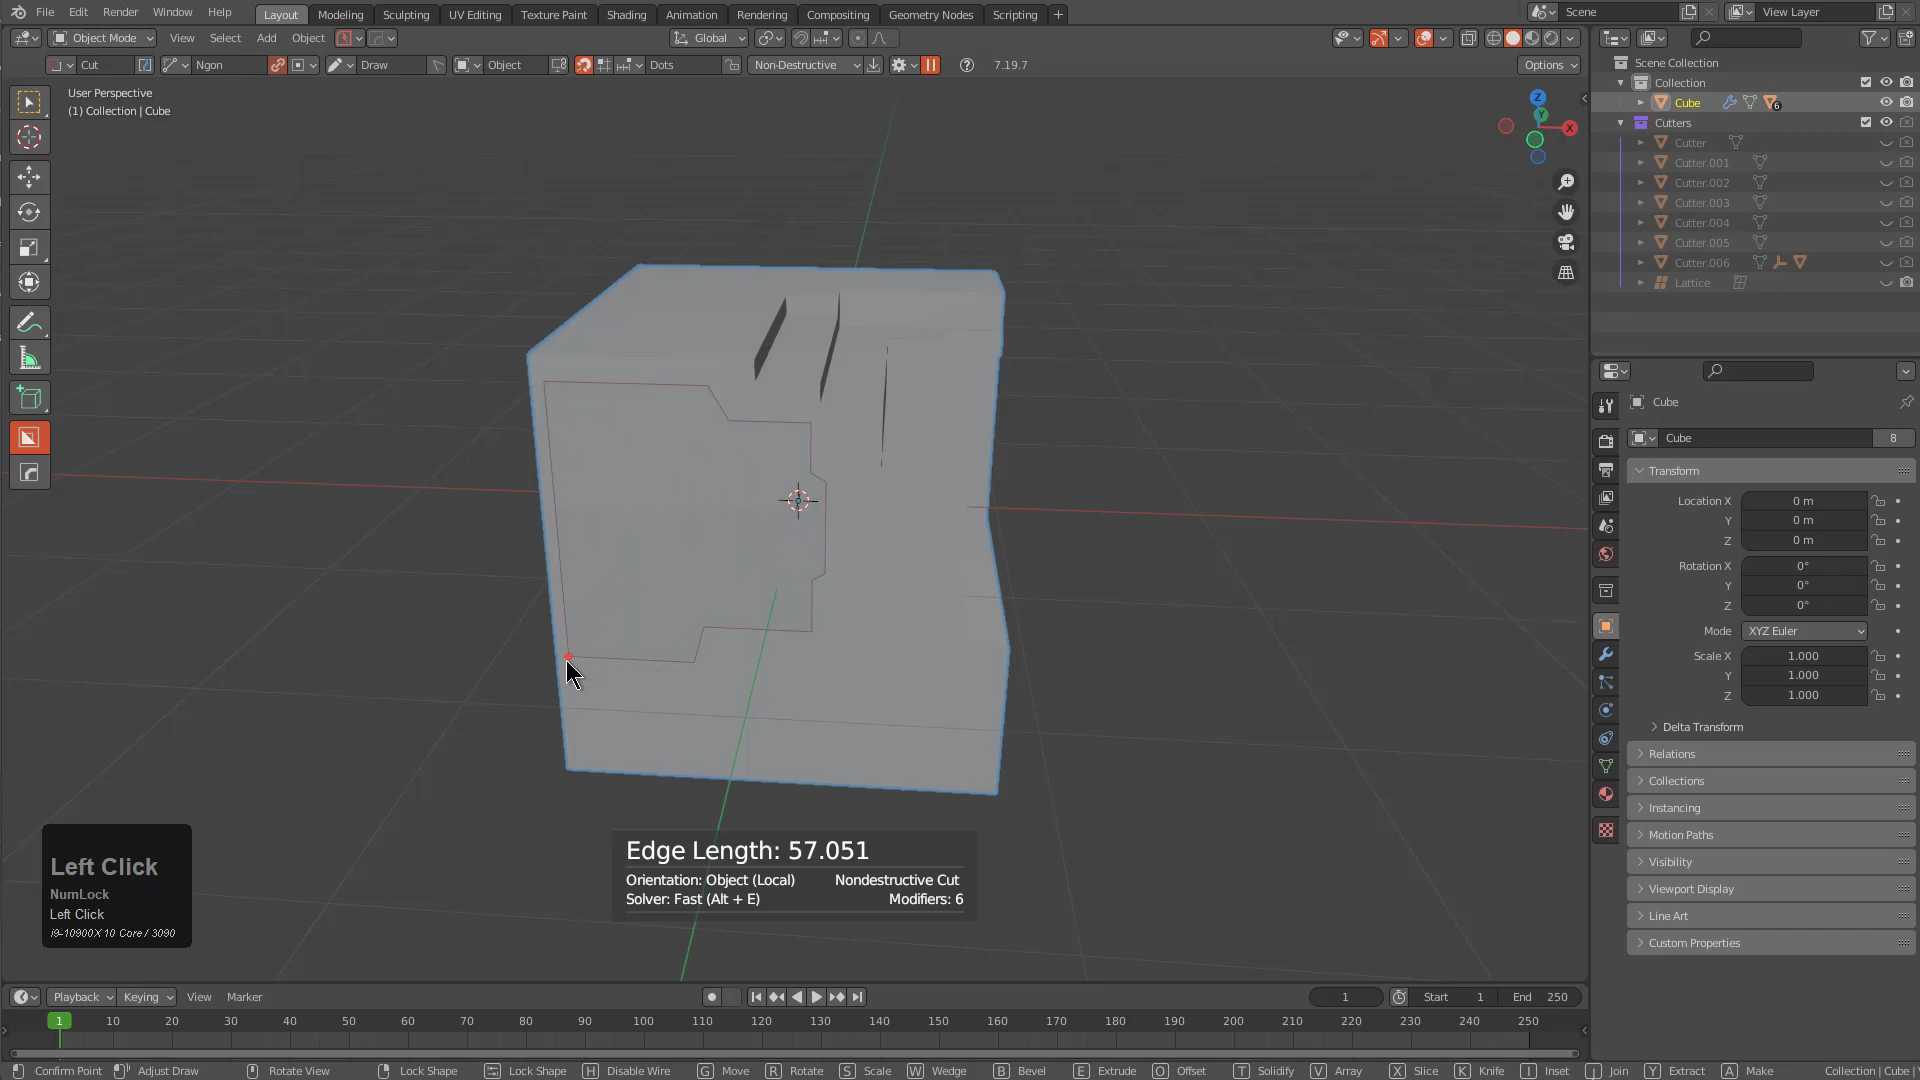 File Edit Render Window Help Layout Modeling Sculpting UV Editing Texture Paint Shading Animation Rendering Compositing Geometry Nodes Scripting + Scene View Layer
Object Mode View Select Add Object Global
Cut Ngon Draw Object Dots Non-Destructive 7.19.7 Options
User Perspective
(1) Collection | Cube
Z
Y
X
Scene Collection
Collection
Cube 6
Cutters
Cutter
Cutter.001
Cutter.002
Cutter.003
Cutter.004
Cutter.005
Cutter.006
Lattice
Cube
Cube 8
Transform
Location X 0 m
Y 0 m
Z 0 m
Rotation X 0°
Y 0°
Z 0°
Mode XYZ Euler
Scale X 1.000
Y 1.000
Z 1.000
Delta Transform
Relations
Collections
Instancing
Motion Paths
Visibility
Viewport Display
Line Art
Custom Properties
Left Click
NumLock
Left Click
i9-10900X 10 Core / 3090
Edge Length: 57.051
Orientation: Object (Local) Nondestructive Cut
Solver: Fast (Alt + E) Modifiers: 6
Playback Keying View Marker 1 Start 1 End 250
1 10 20 30 40 50 60 70 80 90 100 110 120 130 140 150 160 170 180 190 200 210 220 230 240 250
Confirm Point Adjust Draw Rotate View Lock Shape Lock Shape H Disable Wire G Move R Rotate S Scale W Wedge B Bevel E Extrude O Offset T Solidify V Array X Slice K Knife I Inset J Join Y Extract A Make Collection | Cube |